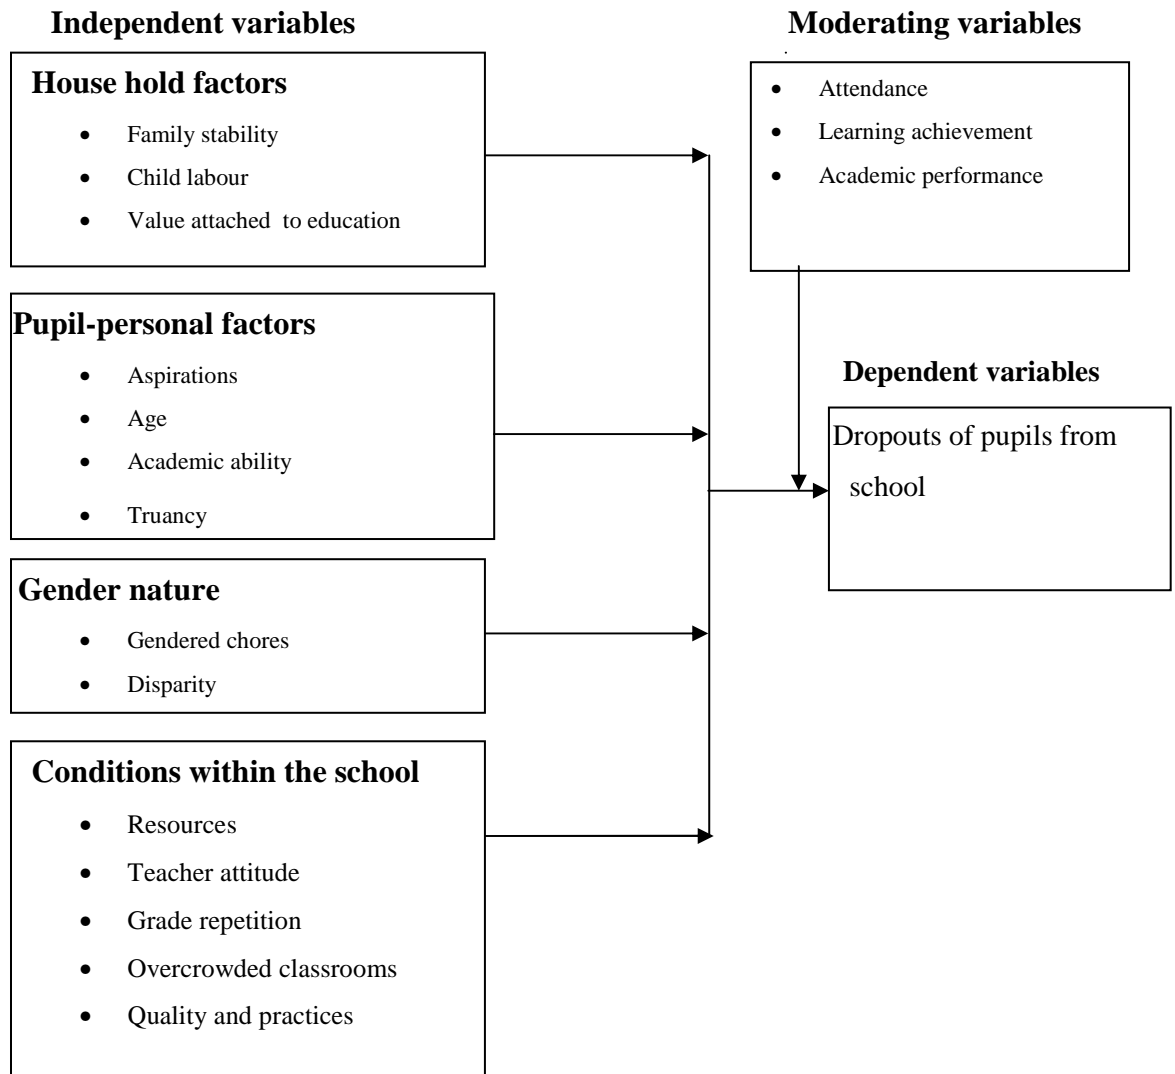 Independent variables
House hold factors
• Family stability
• Child labour
• Value attached to education
Pupil-personal factors
• Aspirations
• Age
• Academic ability
• Truancy
Gender nature
• Gendered chores
• Disparity
Conditions within the school
• Resources
• Teacher attitude
• Grade repetition
• Overcrowded classrooms
• Quality and practices
Moderating variables
• Attendance
• Learning achievement
• Academic performance
Dependent variables
Dropouts of pupils from
school